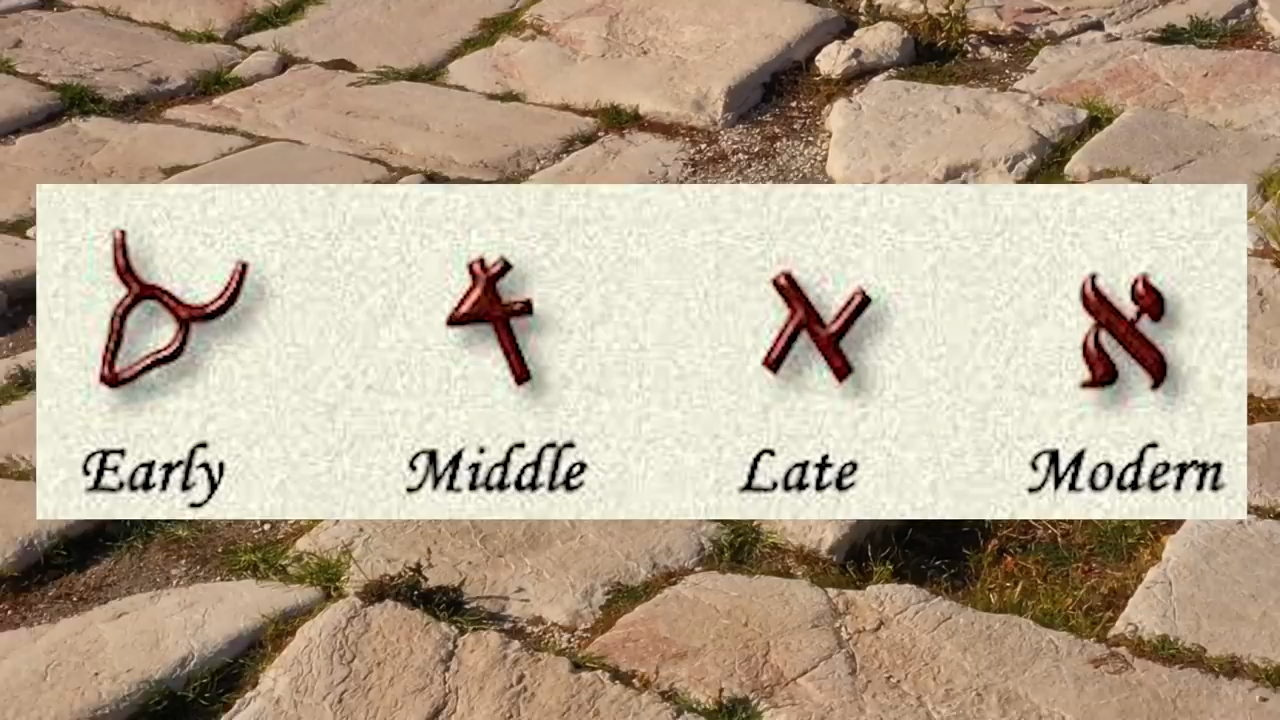 𐤀 א
Early Middle Late Modern